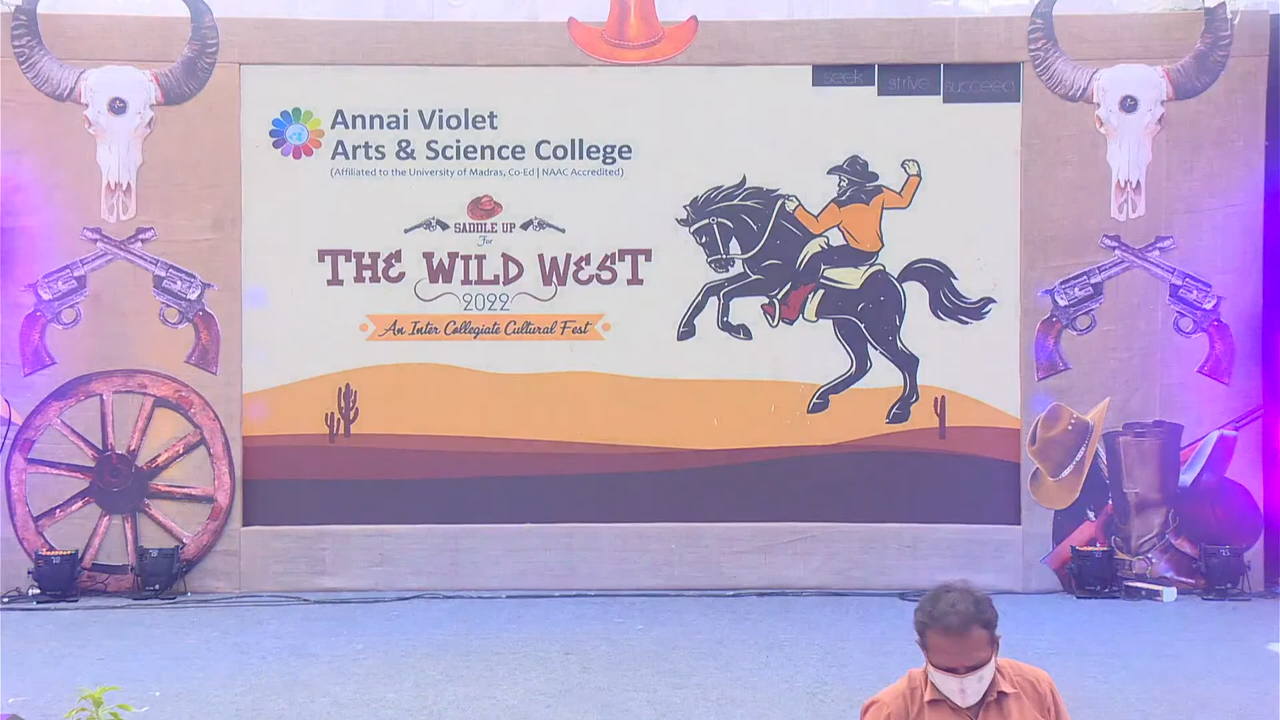 seek strive succeed
Annai Violet
Arts & Science College
(Affiliated to the University of Madras, Co-Ed | NAAC Accredited)
SADDLE UP
For
THE WILD WEST
2022
An Inter Collegiate Cultural Fest